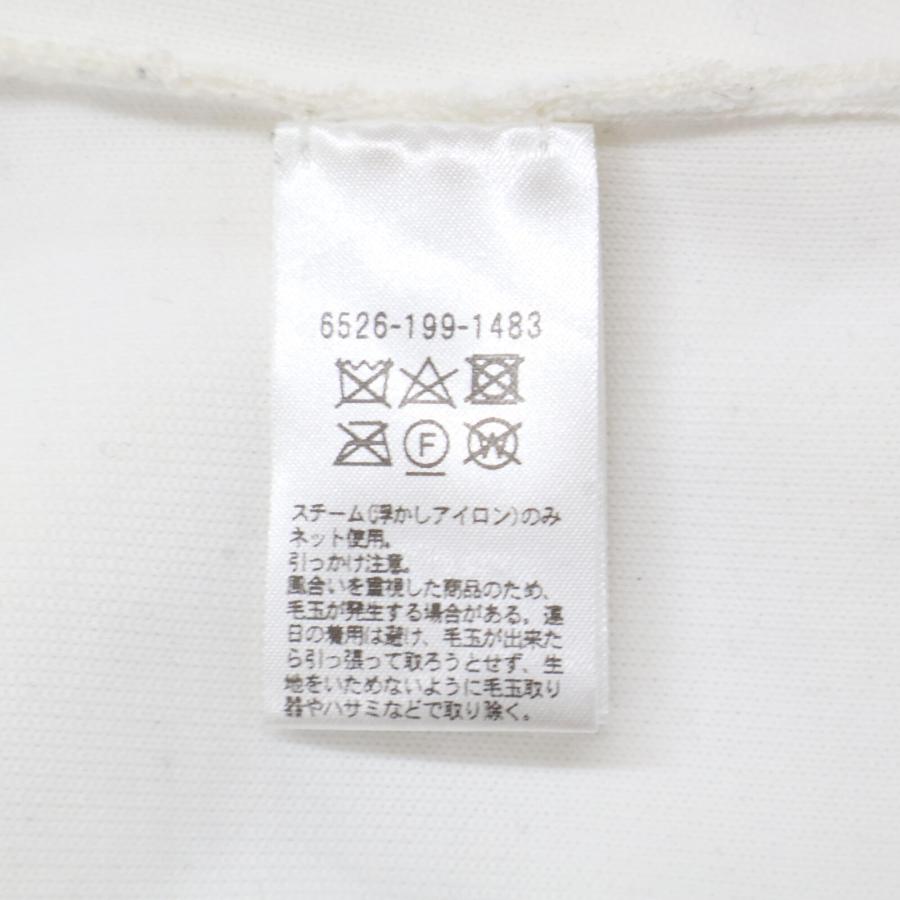 6526-199-1483
F
W
スチーム(浮かしアイロン)のみ
ネット使用。
引っかけ注意。
風合いを重視した商品のため、
毛玉が発生する場合がある。連
日の着用は避け、毛玉が出来た
ら引っ張って取ろうとせず、生
地をいためないように毛玉取り
器やハサミなどで取り除く。